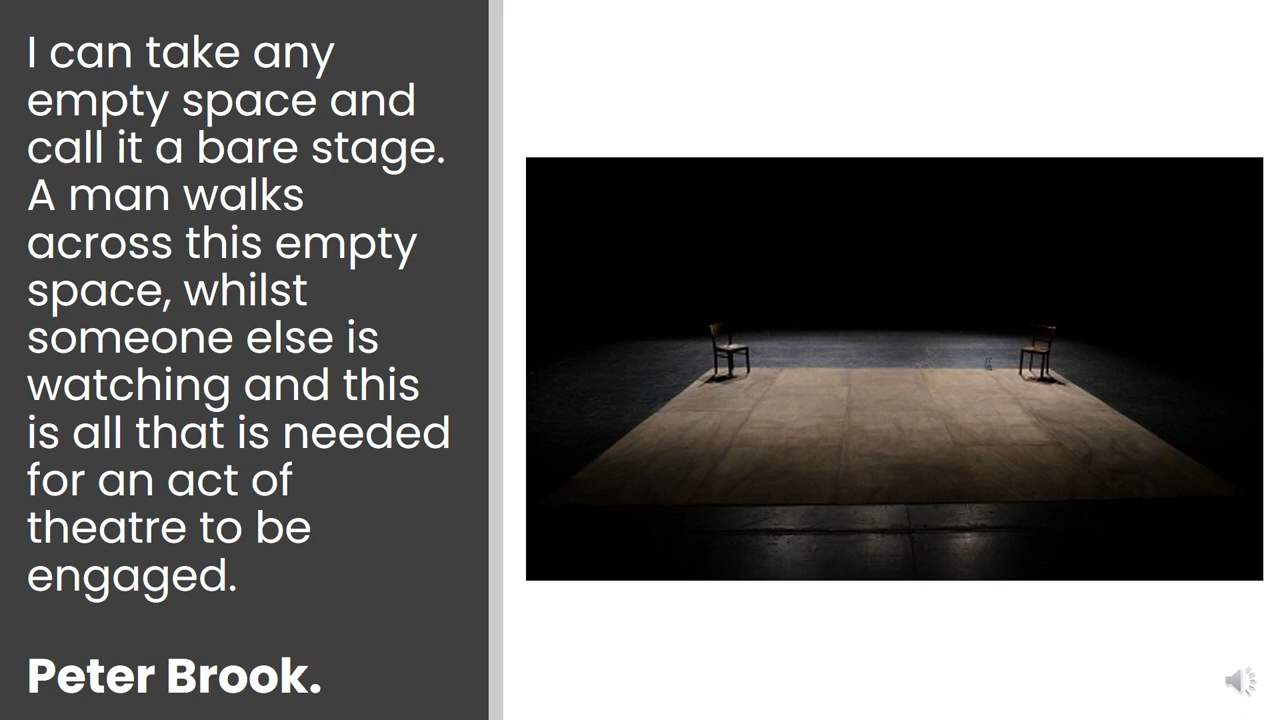 I can take any
empty space and
call it a bare stage.
A man walks
across this empty
space, whilst
someone else is
watching and this
is all that is needed
for an act of
theatre to be
engaged.
Peter Brook.